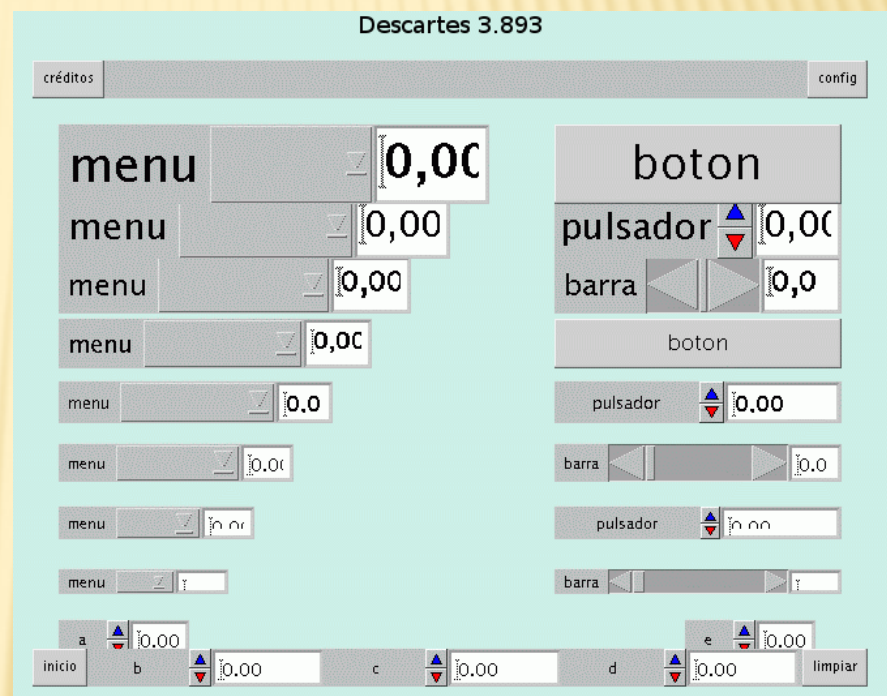 Descartes 3.893
créditos config
menu 0,00 boton
menu 0,00 pulsador 0,0(
menu 0,00 barra 0,0
menu 0,00 boton
menu 0.0 pulsador 0.00
menu 0.0( barra 0.0
menu pulsador
menu barra
a 0.00 e 0.00
inicio b 0.00 c 0.00 d 0.00 limpiar